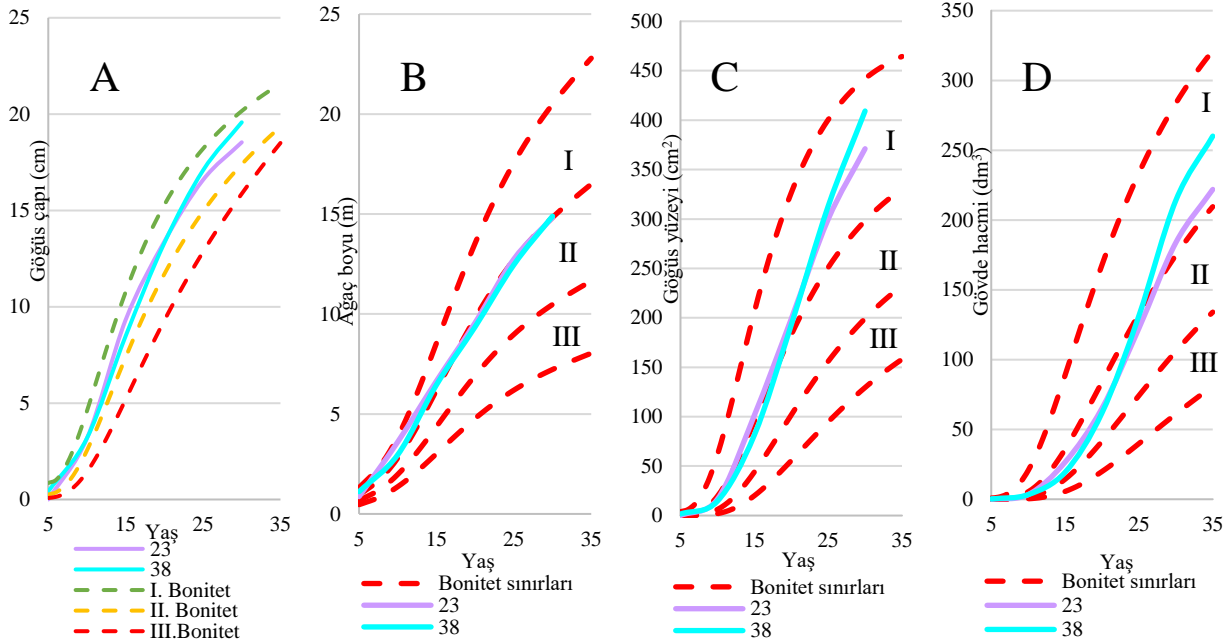 A
Göğüs çapı (cm)
25
20
15
10
5
0
5
15
25
35
Yaş
23
38
I. Bonitet
II. Bonitet
III.Bonitet
B
Ağaç boyu (m)
25
20
15
10
5
0
I
II
III
5
15
25
35
Yaş
Bonitet sınırları
23
38
C
Göğüs yüzeyi (cm²)
500
450
400
350
300
250
200
150
100
50
0
I
II
III
5
15
25
35
Yaş
Bonitet sınırları
23
38
D
Gövde hacmi (dm³)
350
300
250
200
150
100
50
0
I
II
III
5
15
25
35
Yaş
Bonitet sınırları
23
38